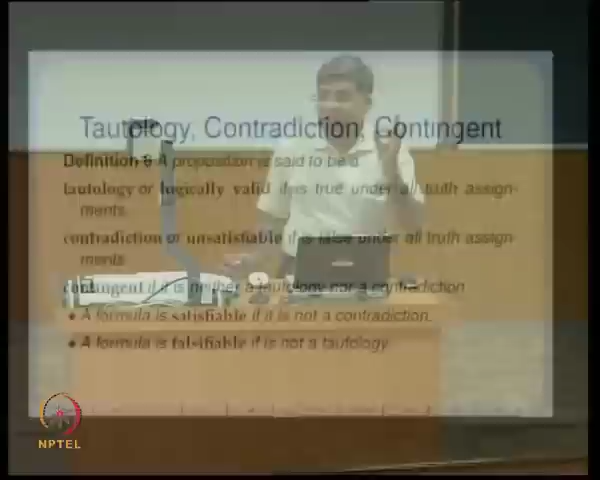 Tautology, Contradiction, Contingent
Definition 6 A proposition is said to be a
tautology or logically valid if is true under all truth assign-
ments.
contradiction or unsatisfiable if is false under all truth assign-
ments.
contingent if it is neither a tautology nor a contradiction.
• A formula is satisfiable if it is not a contradiction.
• A formula is falsifiable if is not a tautology.
NPTEL